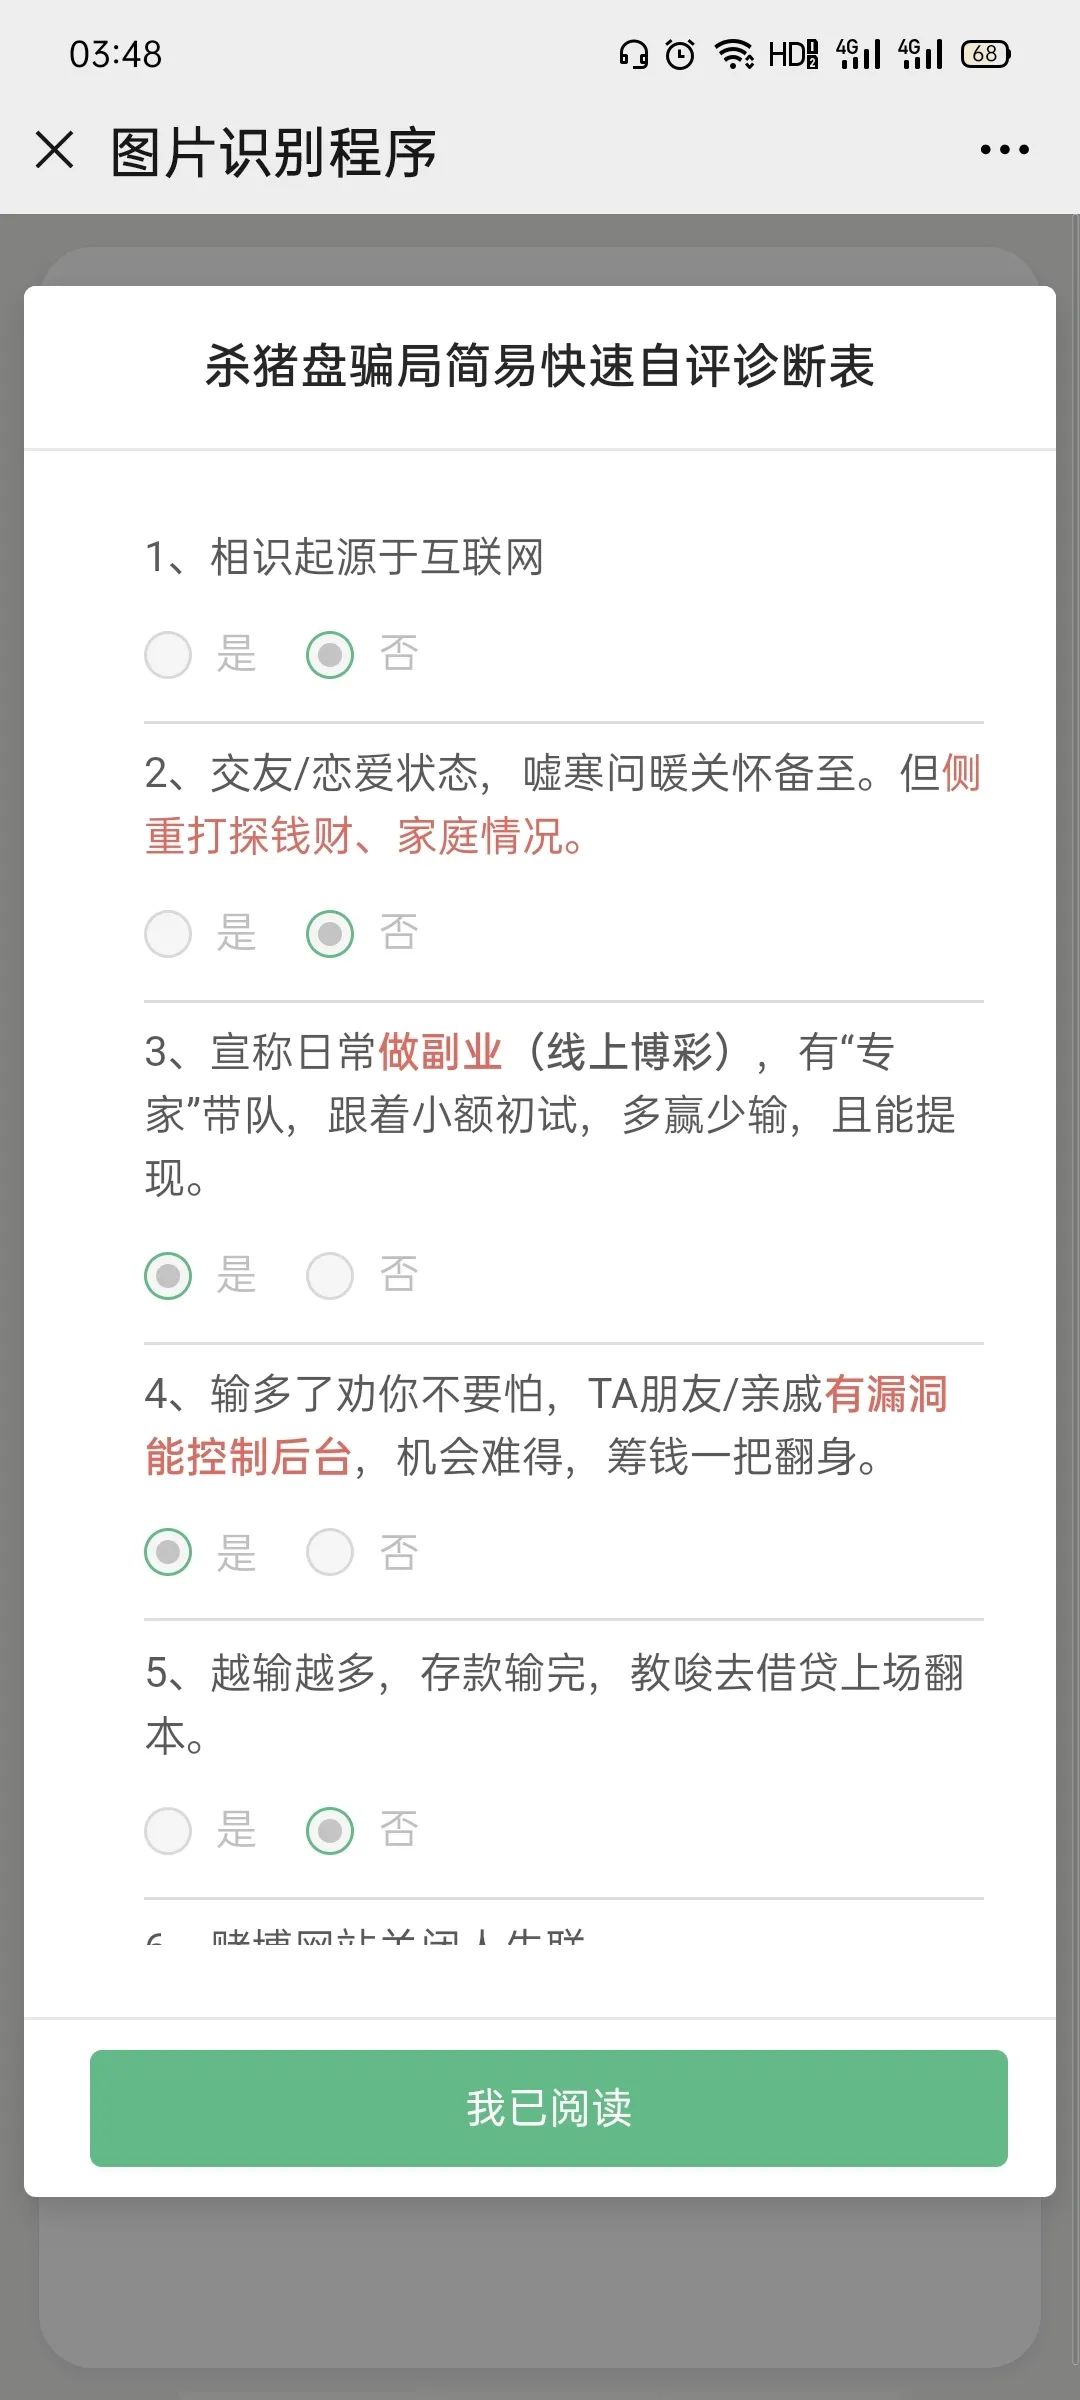 03:48
HD 4G 4G 68
图片识别程序
杀猪盘骗局简易快速自评诊断表
1、相识起源于互联网
是 否
2、交友/恋爱状态，嘘寒问暖关怀备至。但侧
重打探钱财、家庭情况。
是 否
3、宣称日常做副业（线上博彩），有“专
家”带队，跟着小额初试，多赢少输，且能提
现。
是 否
4、输多了劝你不要怕，TA朋友/亲戚有漏洞
能控制后台，机会难得，筹钱一把翻身。
是 否
5、越输越多，存款输完，教唆去借贷上场翻
本。
是 否
我已阅读